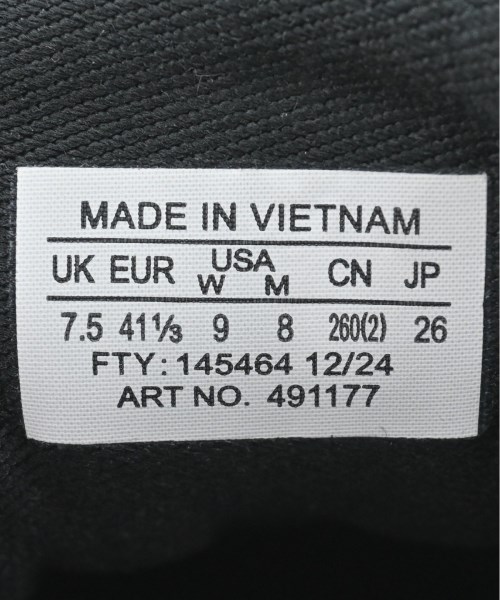 MADE IN VIETNAM
UK EUR USA W M CN JP
7.5 41⅓ 9 8 260(2) 26
FTY: 145464 12/24
ART NO. 491177